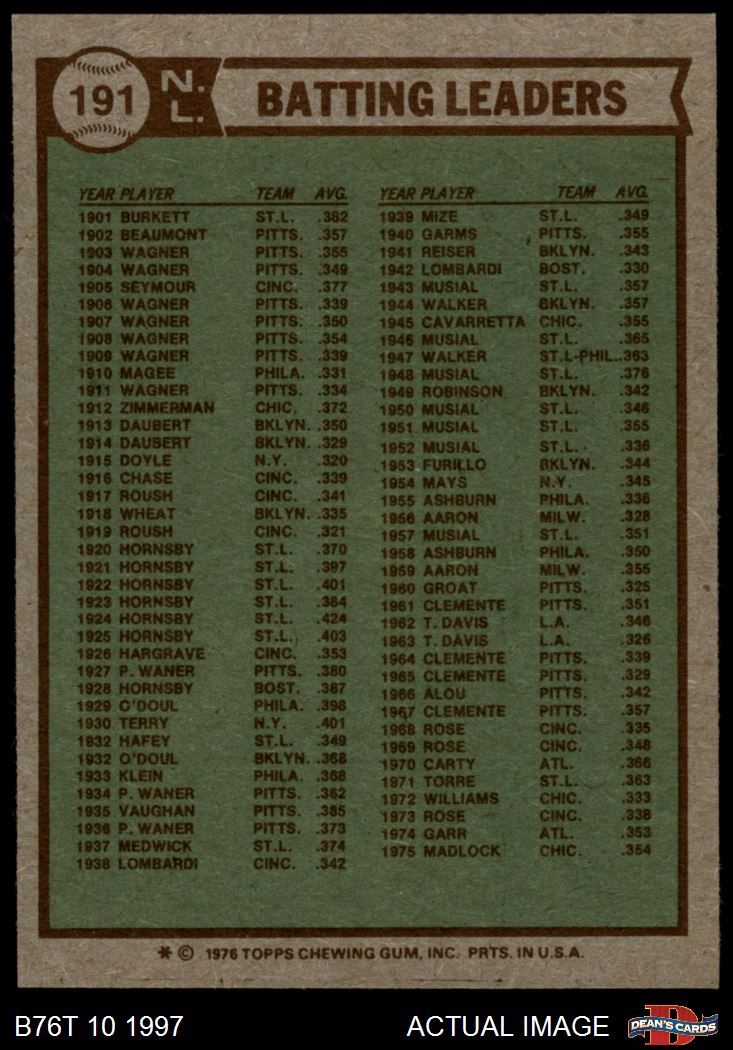 191 N.L. BATTING LEADERS
YEAR PLAYER TEAM AVG.
1901 BURKETT ST.L. .382
1902 BEAUMONT PITTS. .357
1903 WAGNER PITTS. .355
1904 WAGNER PITTS. .349
1905 SEYMOUR CINC. .377
1906 WAGNER PITTS. .339
1907 WAGNER PITTS. .350
1908 WAGNER PITTS. .354
1909 WAGNER PITTS. .339
1910 MAGEE PHILA. .331
1911 WAGNER PITTS. .334
1912 ZIMMERMAN CHIC. .372
1913 DAUBERT BKLYN. .350
1914 DAUBERT BKLYN. .329
1915 DOYLE N.Y. .320
1916 CHASE CINC. .339
1917 ROUSH CINC. .341
1918 WHEAT BKLYN. .335
1919 ROUSH CINC. .321
1920 HORNSBY ST.L. .370
1921 HORNSBY ST.L. .397
1922 HORNSBY ST.L. .401
1923 HORNSBY ST.L. .384
1924 HORNSBY ST.L. .424
1925 HORNSBY ST.L. .403
1926 HARGRAVE CINC. .353
1927 P. WANER PITTS. .380
1928 HORNSBY BOST. .387
1929 O'DOUL PHILA. .398
1930 TERRY N.Y. .401
1932 HAFEY ST.L. .349
1932 O'DOUL BKLYN. .368
1933 KLEIN PHILA. .368
1934 P. WANER PITTS. .362
1935 VAUGHAN PITTS. .385
1936 P. WANER PITTS. .373
1937 MEDWICK ST.L. .374
1938 LOMBARDI CINC. .342
YEAR PLAYER TEAM AVG.
1939 MIZE ST.L. .349
1940 GARMS PITTS. .355
1941 REISER BKLYN. .343
1942 LOMBARDI BOST. .330
1943 MUSIAL ST.L. .357
1944 WALKER BKLYN. .357
1945 CAVARRETTA CHIC. .355
1946 MUSIAL ST.L. .365
1947 WALKER ST.L-PHIL..363
1948 MUSIAL ST.L. .376
1949 ROBINSON BKLYN. .342
1950 MUSIAL ST.L. .346
1951 MUSIAL ST.L. .355
1952 MUSIAL ST.L. .336
1953 FURILLO BKLYN. .344
1954 MAYS N.Y. .345
1955 ASHBURN PHILA. .338
1956 AARON MILW. .328
1957 MUSIAL ST.L. .351
1958 ASHBURN PHILA. .350
1959 AARON MILW. .355
1960 GROAT PITTS. .325
1961 CLEMENTE PITTS. .351
1962 T. DAVIS L.A. .346
1963 T. DAVIS L.A. .326
1964 CLEMENTE PITTS. .339
1965 CLEMENTE PITTS. .329
1966 ALOU PITTS. .342
1967 CLEMENTE PITTS. .357
1968 ROSE CINC. .335
1969 ROSE CINC. .348
1970 CARTY ATL. .366
1971 TORRE ST.L. .363
1972 WILLIAMS CHIC. .333
1973 ROSE CINC. .338
1974 GARR ATL. .353
1975 MADLOCK CHIC. .354
* © 1976 TOPPS CHEWING GUM, INC. PRTS. IN U.S.A.
B76T 10 1997 ACTUAL IMAGE DEAN'S CARDS